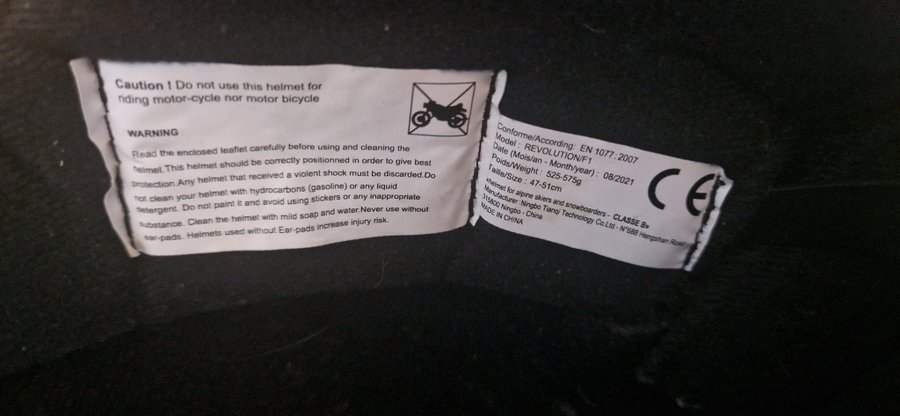 Caution ! Do not use this helmet for
riding motor-cycle nor motor bicycle
WARNING
Read the enclosed leaflet carefully before using and cleaning the
helmet.This helmet should be correctly positionned in order to give best
protection.Any helmet that received a violent shock must be discarded.Do
not clean your helmet with hydrocarbons (gasoline) or any liquid
detergent. Do not paint it and avoid using stickers or any inappropriate
substance. Clean the helmet with mild soap and water.Never use without
ear-pads. Helmets used without Ear-pads increase injury risk.
Conforme/According: EN 1077: 2007
Model : REVOLUTION/F1
Date (Mois/an - Month/year) : 08/2021
Poids/Weight : 525-575g
Taille/Size : 47-51cm
«helmet for alpine skiers and snowboarders - CLASSE B»
Manufacturer: Ningbo Tianqi Technology Co.Ltd - N°688 Hengshan Road
315800 Ningbo - China
MADE IN CHINA
CE